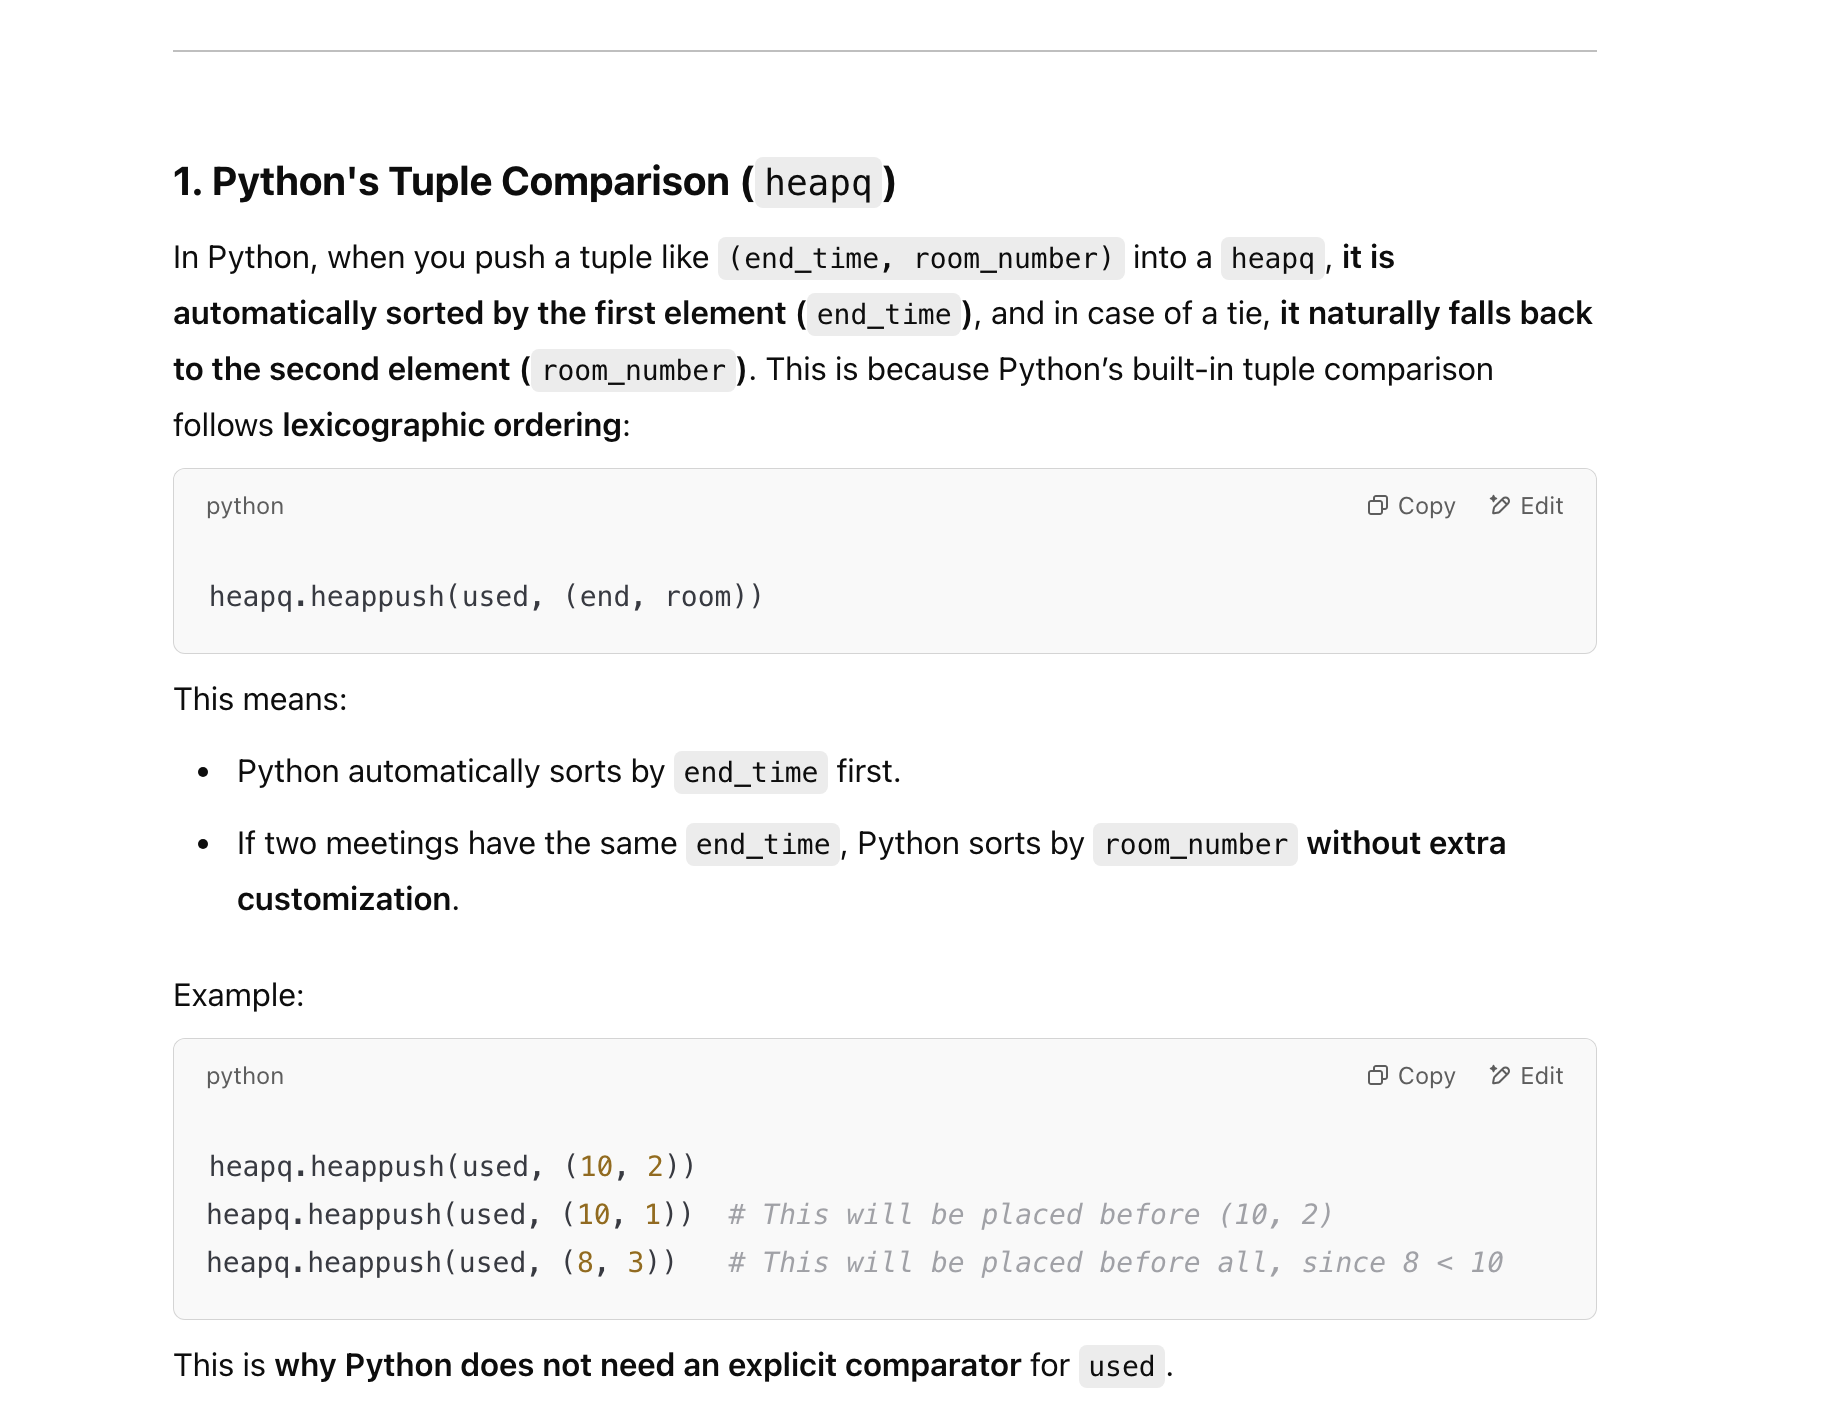 1. Python's Tuple Comparison (heapq)
In Python, when you push a tuple like (end_time, room_number) into a heapq, it is
automatically sorted by the first element (end_time), and in case of a tie, it naturally falls back
to the second element (room_number). This is because Python’s built-in tuple comparison
follows lexicographic ordering:
python Copy Edit
heapq.heappush(used, (end, room))
This means:
• Python automatically sorts by end_time first.
• If two meetings have the same end_time, Python sorts by room_number without extra
customization.
Example:
python Copy Edit
heapq.heappush(used, (10, 2))
heapq.heappush(used, (10, 1))  # This will be placed before (10, 2)
heapq.heappush(used, (8, 3))   # This will be placed before all, since 8 < 10
This is why Python does not need an explicit comparator for used.